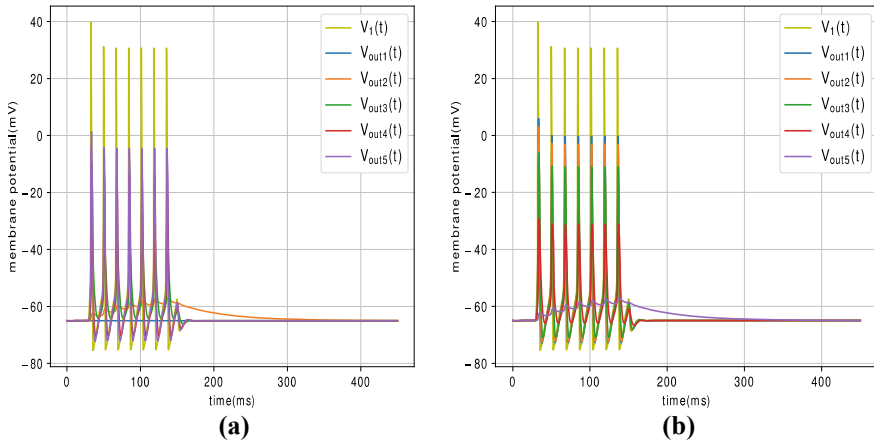 40
20
0
−20
−40
−60
−80
membrane potential(mV)
0 100 200 300 400
time(ms)
V₁(t)
Vₒᵤₜ₁(t)
Vₒᵤₜ₂(t)
Vₒᵤₜ₃(t)
Vₒᵤₜ₄(t)
Vₒᵤₜ₅(t)
(a)
40
20
0
−20
−40
−60
−80
membrane potential(mV)
0 100 200 300 400
time(ms)
V₁(t)
Vₒᵤₜ₁(t)
Vₒᵤₜ₂(t)
Vₒᵤₜ₃(t)
Vₒᵤₜ₄(t)
Vₒᵤₜ₅(t)
(b)